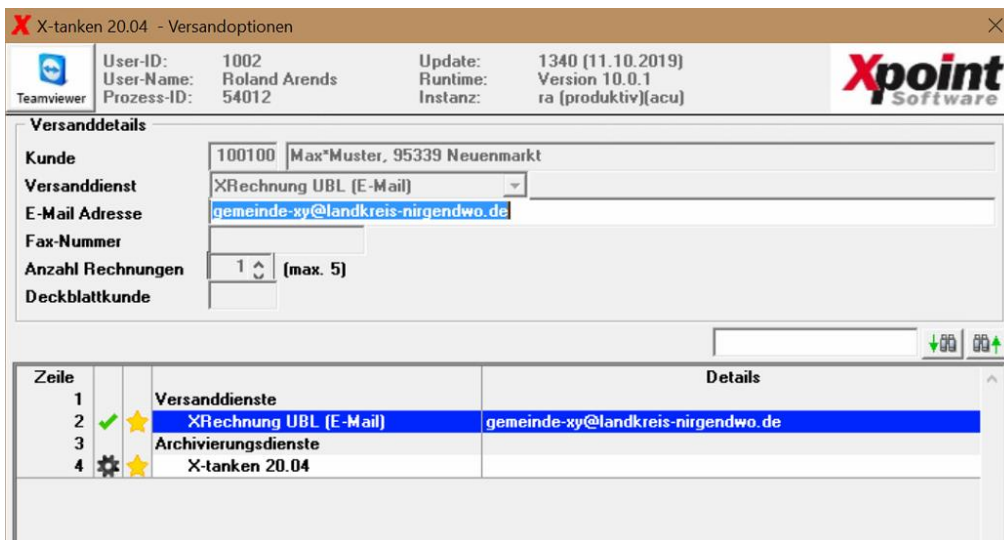 X-tanken 20.04 - Versandoptionen
Teamviewer
User-ID: 1002 Update: 1340 (11.10.2019)
User-Name: Roland Arends Runtime: Version 10.0.1
Prozess-ID: 54012 Instanz: ra (produktiv)(acu)
Xpoint
Software
Versanddetails
Kunde 100100 Max*Muster, 95339 Neuenmarkt
Versanddienst XRechnung UBL (E-Mail)
E-Mail Adresse gemeinde-xy@landkreis-nirgendwo.de
Fax-Nummer
Anzahl Rechnungen 1 (max. 5)
Deckblattkunde
Zeile Details
1 Versanddienste
2 XRechnung UBL (E-Mail) gemeinde-xy@landkreis-nirgendwo.de
3 Archivierungsdienste
4 X-tanken 20.04